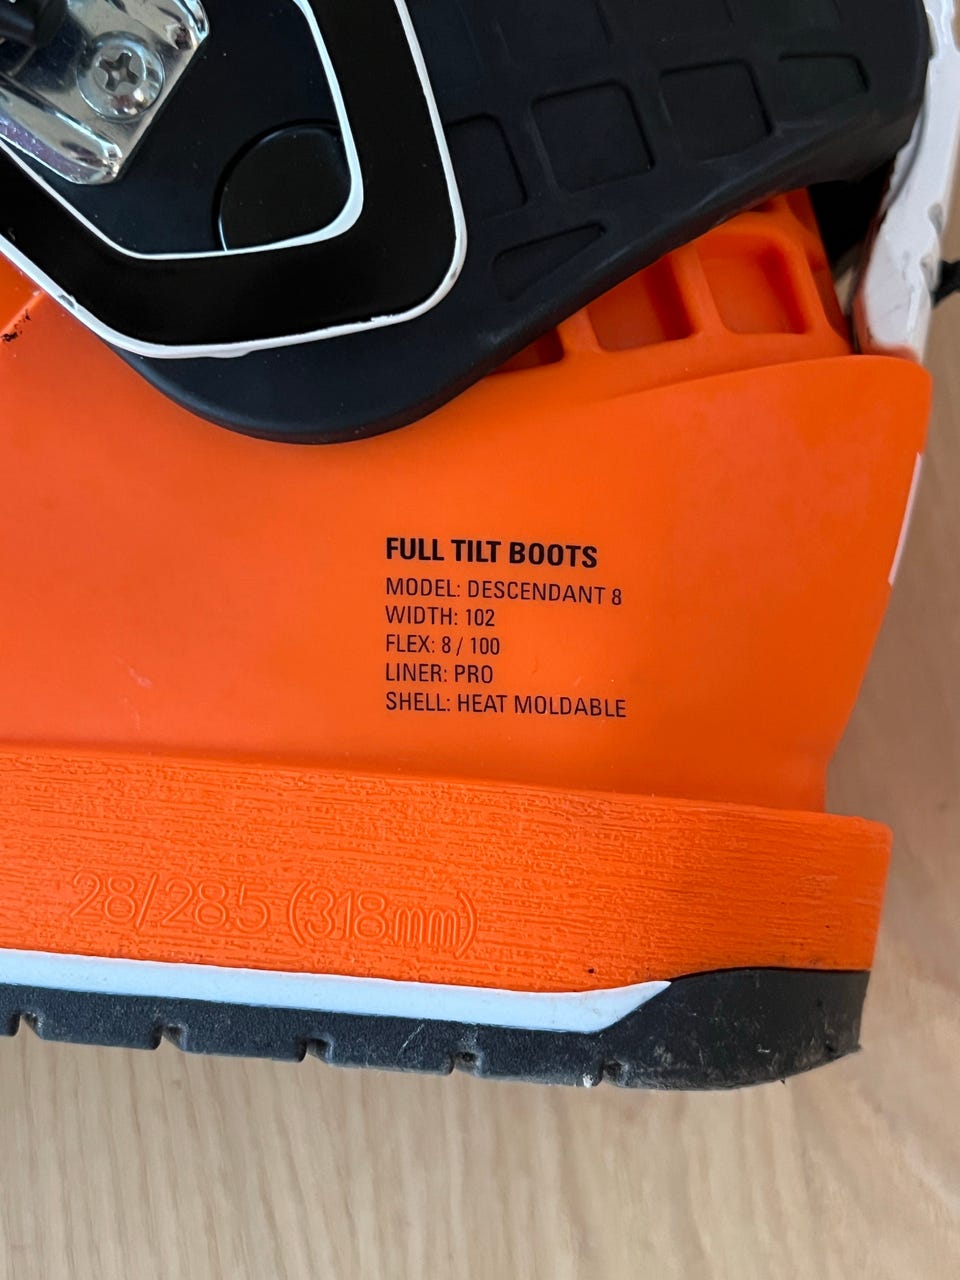 FULL TILT BOOTS
MODEL: DESCENDANT 8
WIDTH: 102
FLEX: 8 / 100
LINER: PRO
SHELL: HEAT MOLDABLE
28/28.5 (318mm)